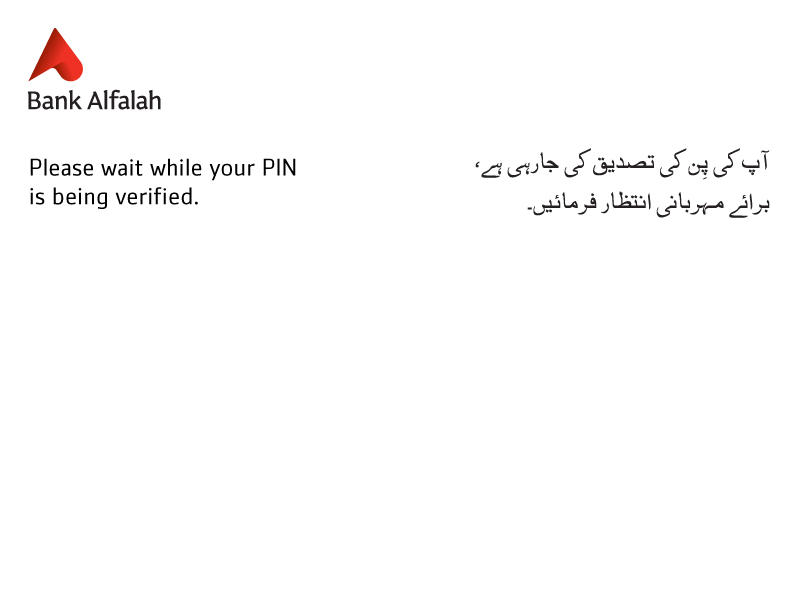 Bank Alfalah
Please wait while your PIN
is being verified.
آپ کی پِن کی تصدیق کی جارہی ہے،
برائے مہربانی انتظار فرمائیں۔